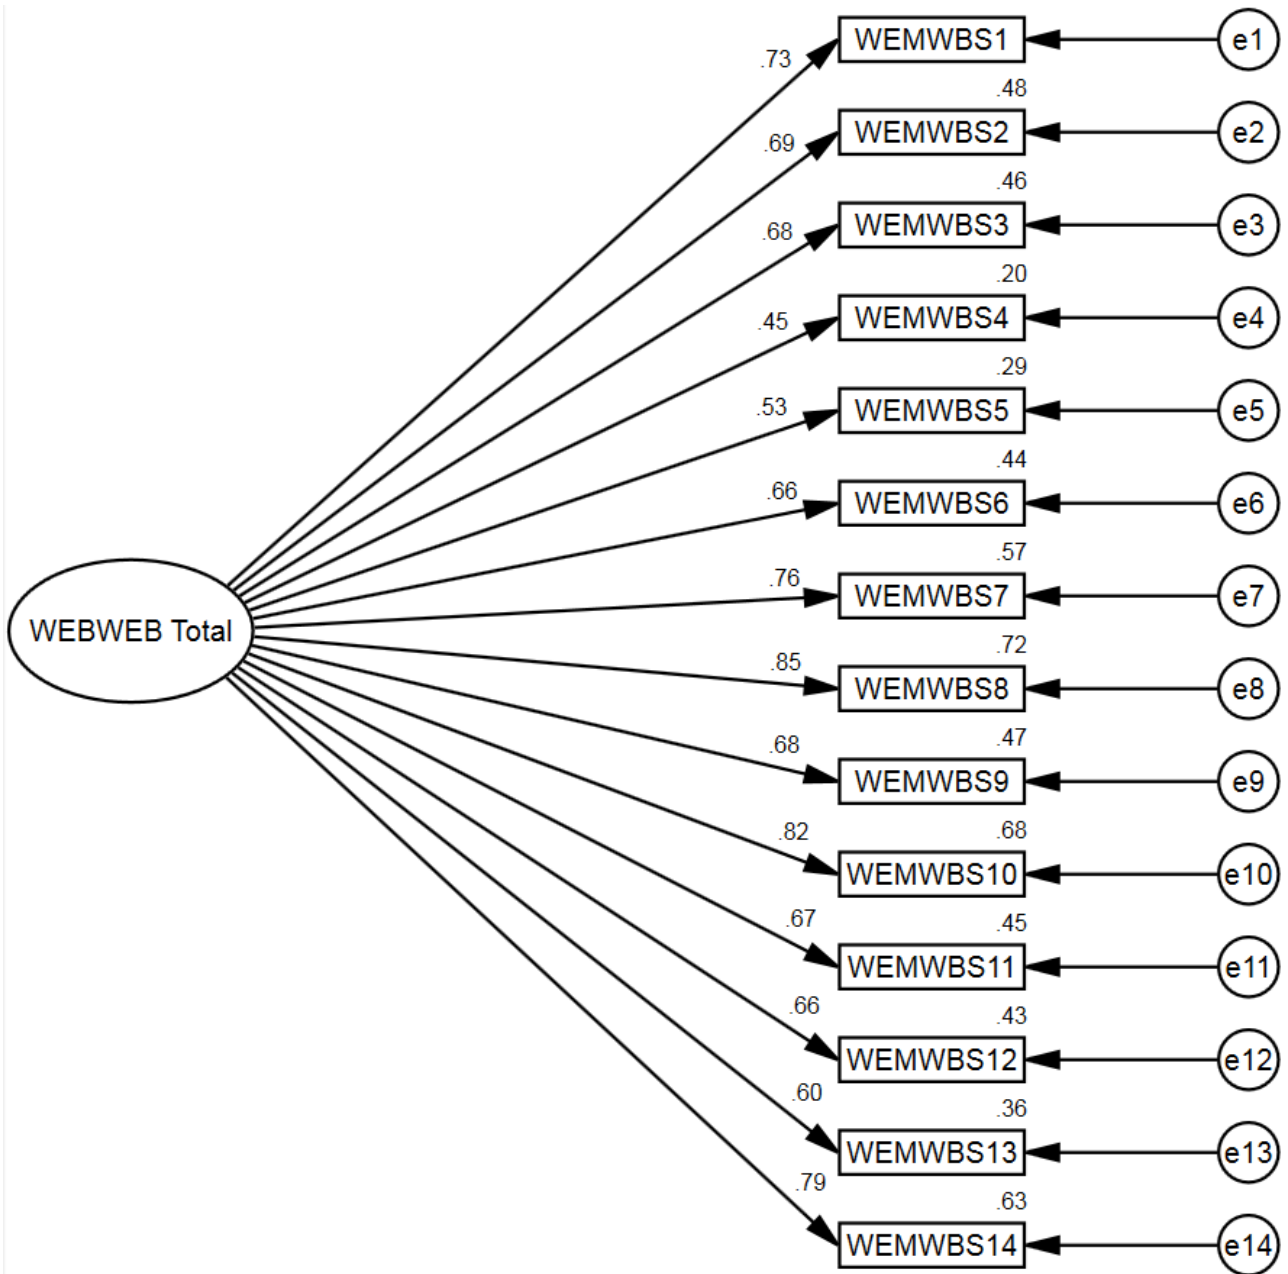 WEMWBS1
e1
.73
.48
WEMWBS2
e2
.69
.46
WEMWBS3
e3
.68
.20
WEMWBS4
e4
.45
.29
WEMWBS5
e5
.53
.44
WEMWBS6
e6
.66
.57
WEMWBS7
e7
.76
WEBWEB Total
.72
WEMWBS8
e8
.85
.47
WEMWBS9
e9
.68
.68
WEMWBS10
e10
.82
.45
WEMWBS11
e11
.67
.43
WEMWBS12
e12
.66
.36
WEMWBS13
e13
.60
.63
WEMWBS14
e14
.79